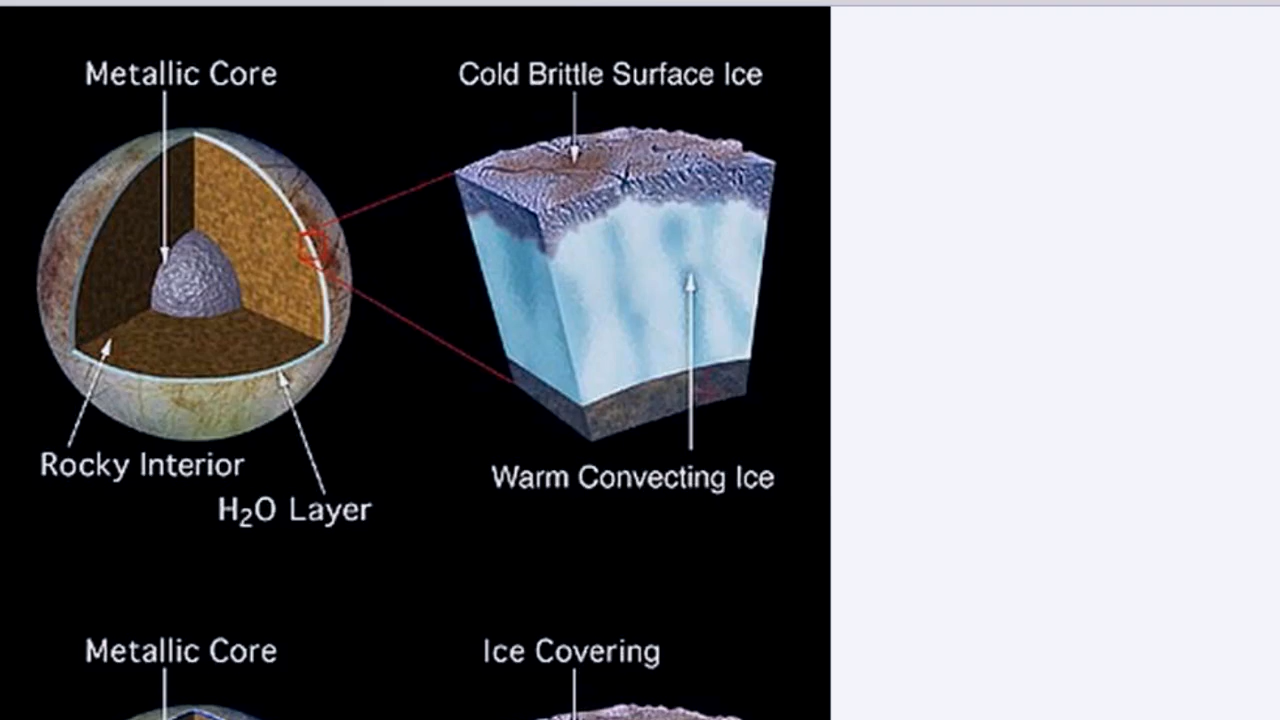 Metallic Core
Cold Brittle Surface Ice
Rocky Interior
Warm Convecting Ice
H₂O Layer
Metallic Core
Ice Covering